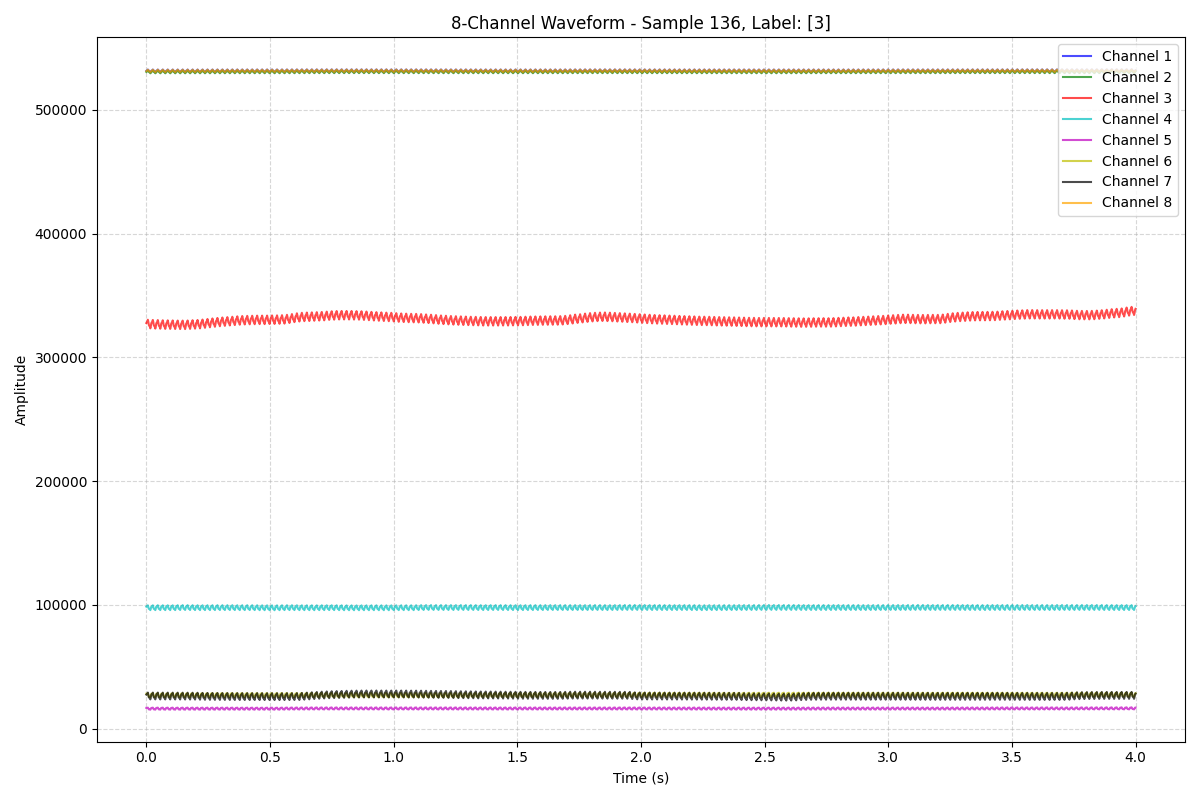 8-Channel Waveform - Sample 136, Label: [3]
Channel 1
Channel 2
Channel 3
Channel 4
Channel 5
Channel 6
Channel 7
Channel 8
500000
400000
300000
200000
100000
0
Amplitude
0.0 0.5 1.0 1.5 2.0 2.5 3.0 3.5 4.0
Time (s)